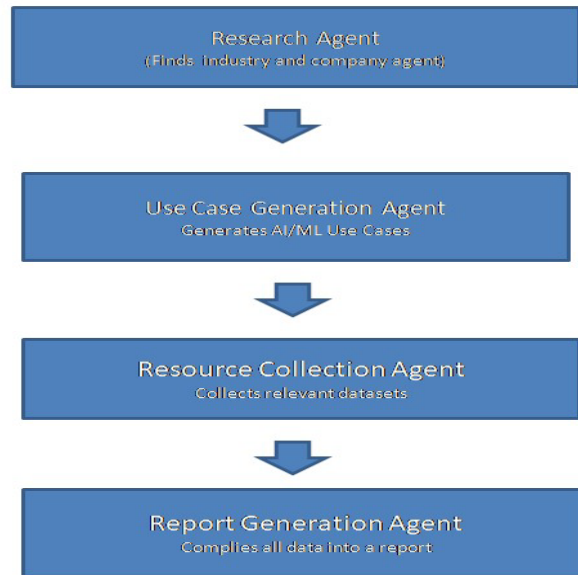 Research Agent
(Finds industry and company agent)
Use Case Generation Agent
Generates AI/ML Use Cases
Resource Collection Agent
Collects relevant datasets
Report Generation Agent
Complies all data into a report